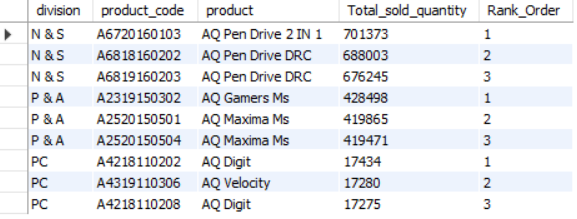 division product_code product Total_sold_quantity Rank_Order
N & S A6720160103 AQ Pen Drive 2 IN 1 701373 1
N & S A6818160202 AQ Pen Drive DRC 688003 2
N & S A6819160203 AQ Pen Drive DRC 676245 3
P & A A2319150302 AQ Gamers Ms 428498 1
P & A A2520150501 AQ Maxima Ms 419865 2
P & A A2520150504 AQ Maxima Ms 419471 3
PC A4218110202 AQ Digit 17434 1
PC A4319110306 AQ Velocity 17280 2
PC A4218110208 AQ Digit 17275 3